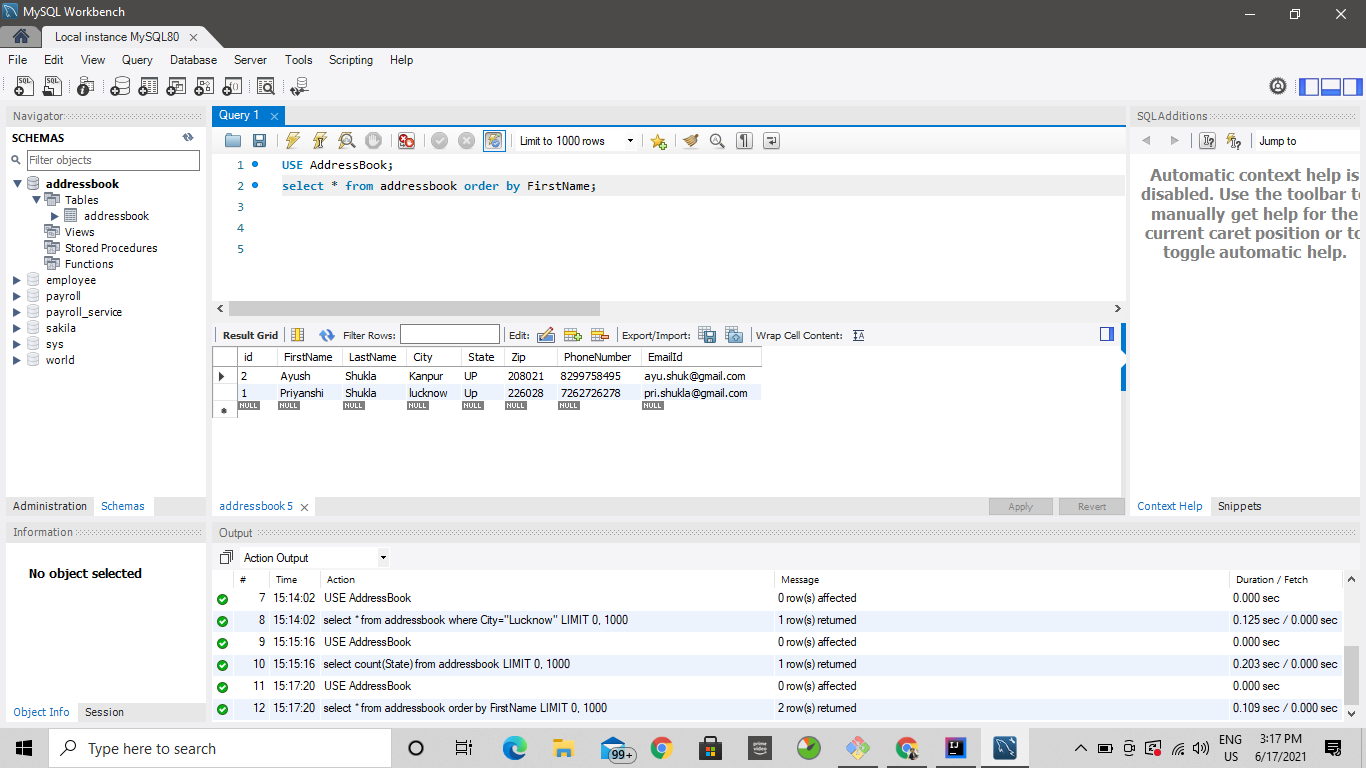 MySQL Workbench
Local instance MySQL80
File Edit View Query Database Server Tools Scripting Help
Navigator
SCHEMAS
Filter objects
addressbook
Tables
addressbook
Views
Stored Procedures
Functions
employee
payroll
payroll_service
sakila
sys
world
Administration Schemas
Information
No object selected
Object Info Session
Query 1
Limit to 1000 rows
1 USE AddressBook;
2 select * from addressbook order by FirstName;
3
4
5
Result Grid Filter Rows: Edit: Export/Import: Wrap Cell Content:
id FirstName LastName City State Zip PhoneNumber EmailId
2 Ayush Shukla Kanpur UP 208021 8299758495 ayu.shuk@gmail.com
1 Priyanshi Shukla lucknow Up 226028 7262726278 pri.shukla@gmail.com
NULL NULL NULL NULL NULL NULL NULL NULL
addressbook 5 Apply Revert
SQLAdditions
Jump to
Automatic context help is
disabled. Use the toolbar to
manually get help for the
current caret position or to
toggle automatic help.
Context Help Snippets
Output
Action Output
# Time Action Message Duration / Fetch
7 15:14:02 USE AddressBook 0 row(s) affected 0.000 sec
8 15:14:02 select * from addressbook where City="Lucknow" LIMIT 0, 1000 1 row(s) returned 0.125 sec / 0.000 sec
9 15:15:16 USE AddressBook 0 row(s) affected 0.000 sec
10 15:15:16 select count(State) from addressbook LIMIT 0, 1000 1 row(s) returned 0.203 sec / 0.000 sec
11 15:17:20 USE AddressBook 0 row(s) affected 0.000 sec
12 15:17:20 select * from addressbook order by FirstName LIMIT 0, 1000 2 row(s) returned 0.109 sec / 0.000 sec
Type here to search
99+
prime video
ENG
US
3:17 PM
6/17/2021